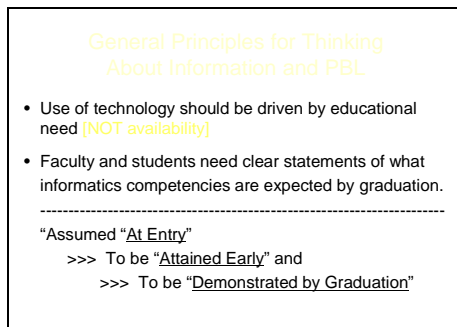 General Principles for Thinking
About Information and PBL
• Use of technology should be driven by educational
need [NOT availability]
• Faculty and students need clear statements of what
informatics competencies are expected by graduation.
-------------------------------------------------------------------------
“Assumed “At Entry”
>>> To be “Attained Early” and
>>> To be “Demonstrated by Graduation”